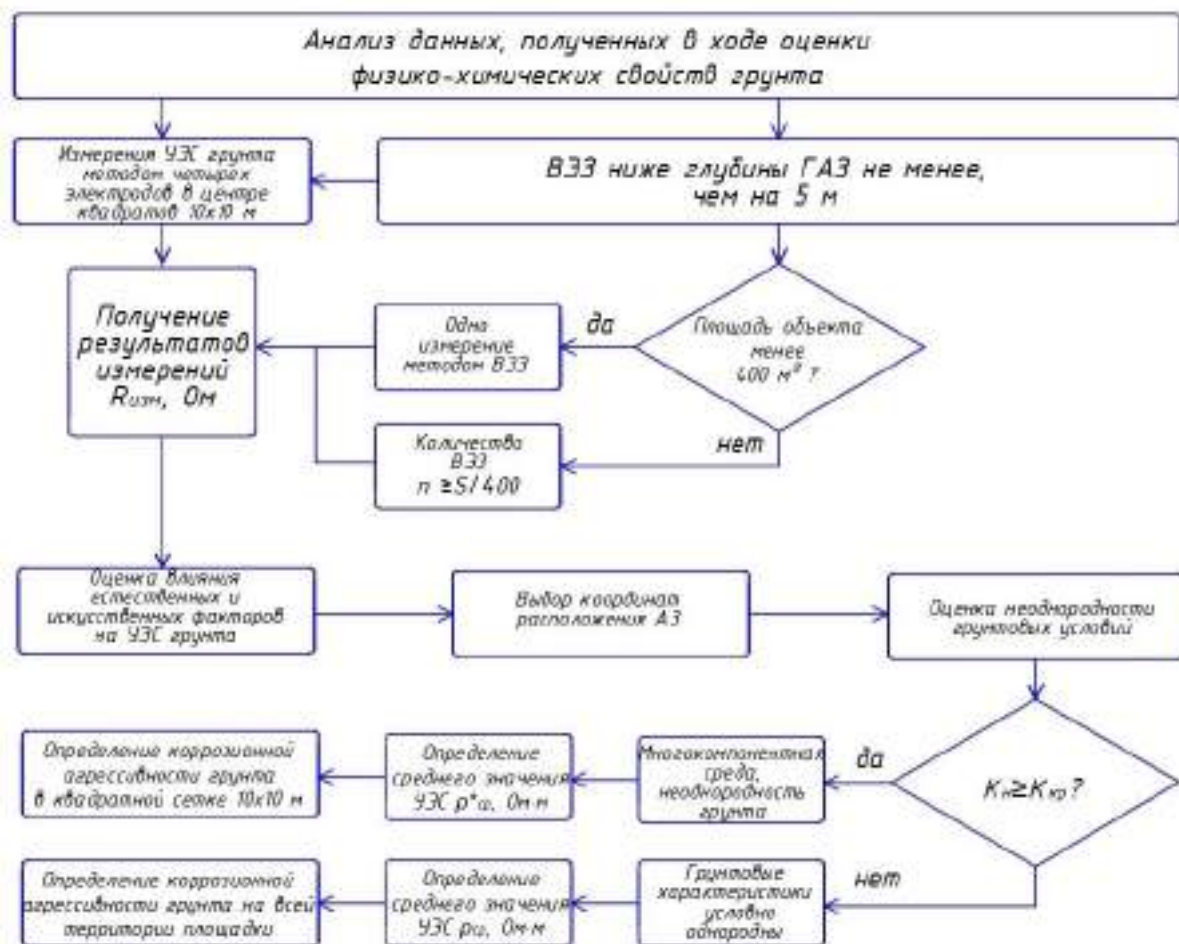 Анализ данных, полученных в ходе оценки
физико-химических свойств грунта
Измерения УЭС грунта
методом четырех
электродов в центре
квадратов 10х10 м
ВЭЗ ниже глубины ГАЗ не менее,
чем на 5 м
Получение
результатов
измерений
Rизм, Ом
Одно
измерение
методом ВЭЗ
да
Площадь объекта
менее
400 м² ?
нет
Количество
ВЭЗ
n ≥S/400
Оценка влияния
естественных и
искусственных факторов
на УЭС грунта
Выбор координат
расположения АЗ
Оценка неоднородности
грунтовых условий
Определение коррозионной
агрессивности грунта
в квадратной сетке 10х10 м
Определение
среднего значения
УЭС ρ*ср, Ом·м
Многокомпонентная
среда,
неоднородность
грунта
да
Kн≥Kкр?
Определение коррозионной
агрессивности грунта на всей
территории площадки
Определение
среднего значения
УЭС ρср, Ом·м
Грунтовые
характеристики
условно
однородны
нет